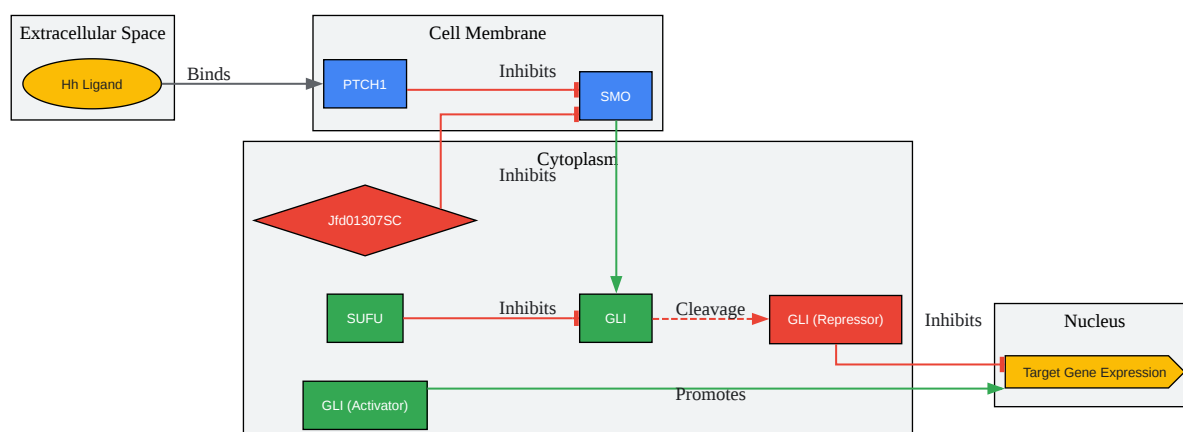 Extracellular Space
Cell Membrane
Hh Ligand
Binds
PTCH1
Inhibits
SMO
Cytoplasm
Inhibits
Jfd01307SC
SUFU
Inhibits
GLI
Cleavage
GLI (Repressor)
Inhibits
Nucleus
Target Gene Expression
GLI (Activator)
Promotes